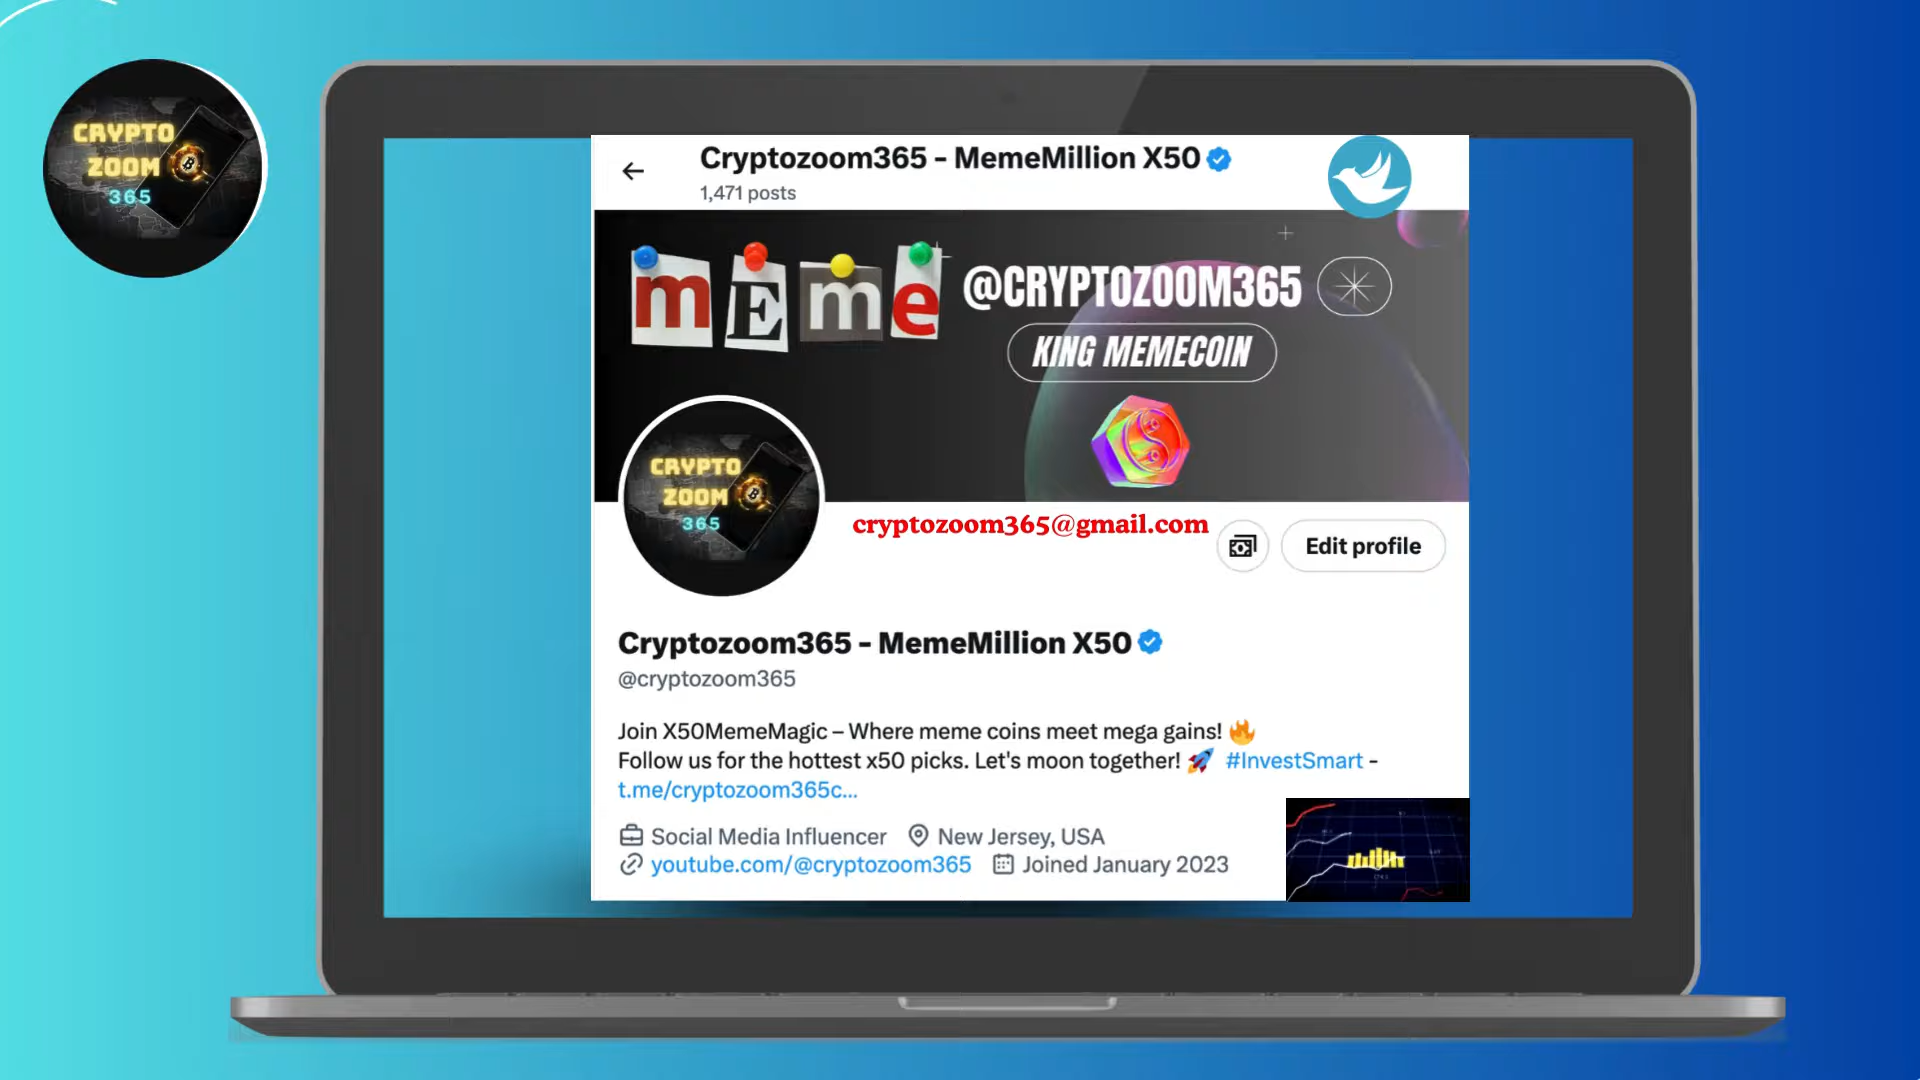 CRYPTO
ZOOM
365
Cryptozoom365 - MemeMillion X50
1,471 posts
mEme
@CRYPTOZOOM365
KING MEMECOIN
CRYPTO
ZOOM
365
cryptozoom365@gmail.com
Edit profile
Cryptozoom365 - MemeMillion X50
@cryptozoom365
Join X50MemeMagic – Where meme coins meet mega gains! 🔥
Follow us for the hottest x50 picks. Let's moon together! 🚀 #InvestSmart -
t.me/cryptozoom365c...
Social Media Influencer New Jersey, USA
youtube.com/@cryptozoom365 Joined January 2023